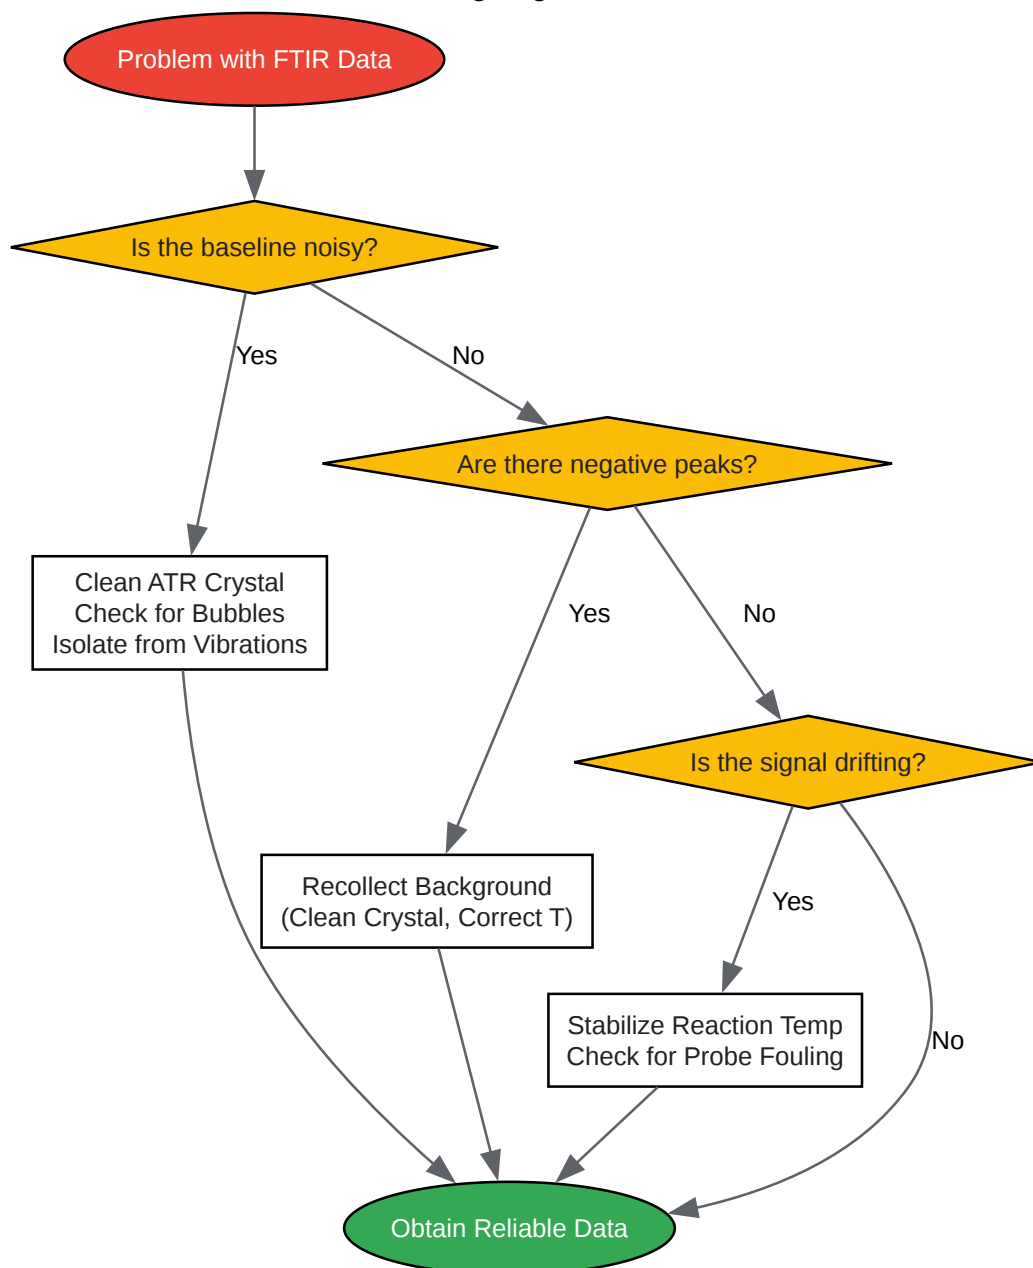 Problem with FTIR Data
Is the baseline noisy?
Yes
No
Are there negative peaks?
Clean ATR Crystal
Check for Bubbles
Isolate from Vibrations
Yes
No
Is the signal drifting?
Recollect Background
(Clean Crystal, Correct T)
Yes
Stabilize Reaction Temp
Check for Probe Fouling
No
Obtain Reliable Data